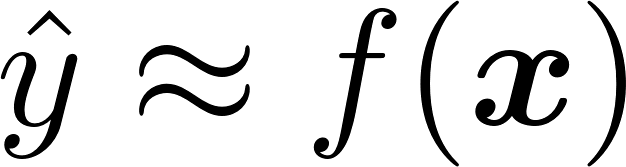 ŷ ≈ f(𝒙)